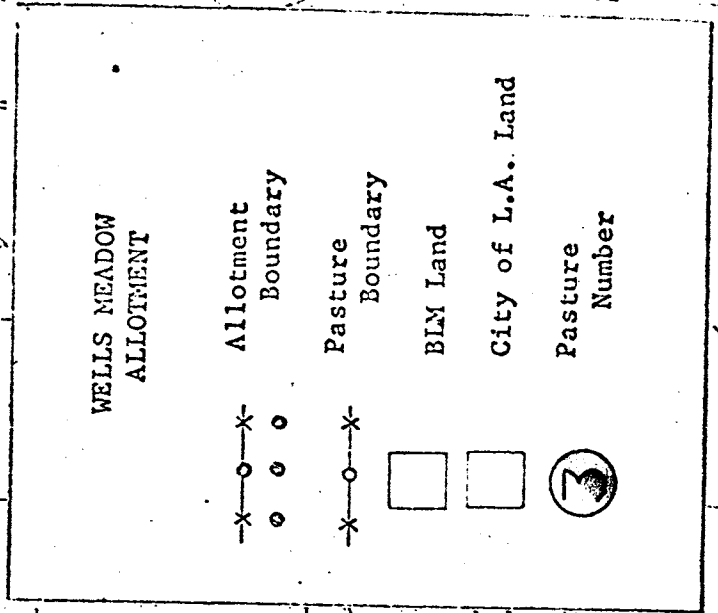 WELLS MEADOW
ALLOTMENT
Allotment
Boundary
Pasture
Boundary
BLM Land
City of L.A. Land
3
Pasture
Number